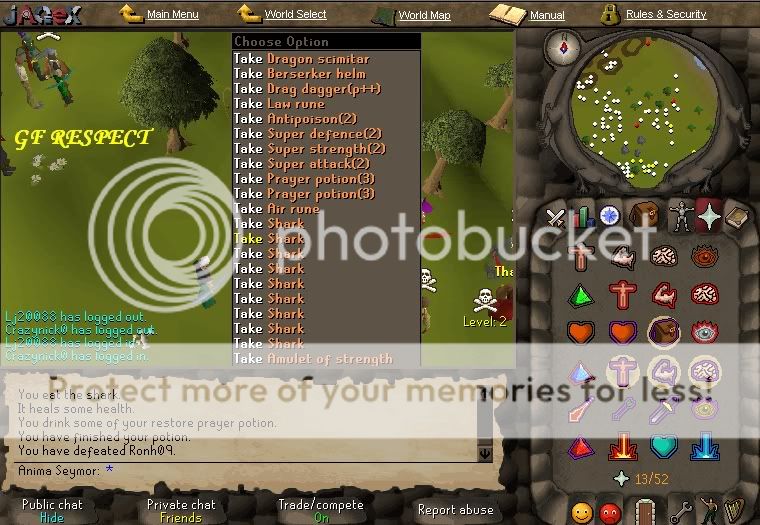 JAGEX
Main Menu
World Select
World Map
Manual
Rules & Security
Choose Option
Take Dragon scimitar
Take Berserker helm
Take Drag dagger(p++)
Take Law rune
Take Antipoison(2)
Take Super defence(2)
Take Super strength(2)
Take Super attack(2)
Take Prayer potion(3)
Take Prayer potion(3)
Take Air rune
Take Shark
Take Shark
Take Shark
Take Shark
Take Shark
Take Shark
Take Shark
Take Shark
Take Shark
Take Amulet of strength
GF RESPECT
photobucket
Tha
Level: 2
Lj20088 has logged out.
Crazynick0 has logged out.
Lj20088 has logged in.
Crazynick0 has logged in.
Protect more of your memories for less!
You eat the shark.
It heals some health.
You drink some of your restore prayer potion.
You have finished your potion.
You have defeated Ronh09.
Anima Seymor: *
13/52
Public chat
Hide
Private chat
Friends
Trade/compete
On
Report abuse